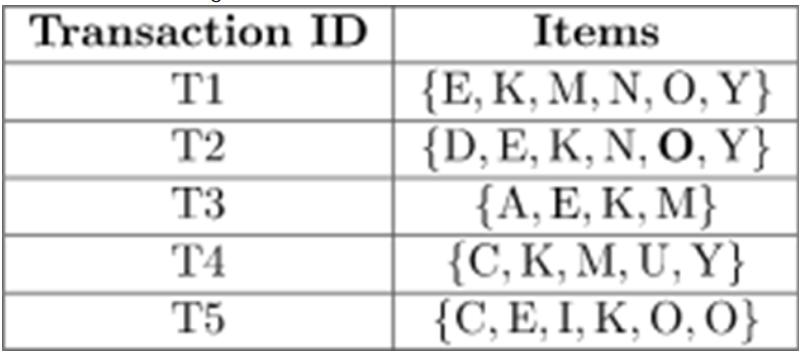 Transaction ID Items
T1 {E, K, M, N, O, Y}
T2 {D, E, K, N, O, Y}
T3 {A, E, K, M}
T4 {C, K, M, U, Y}
T5 {C, E, I, K, O, O}